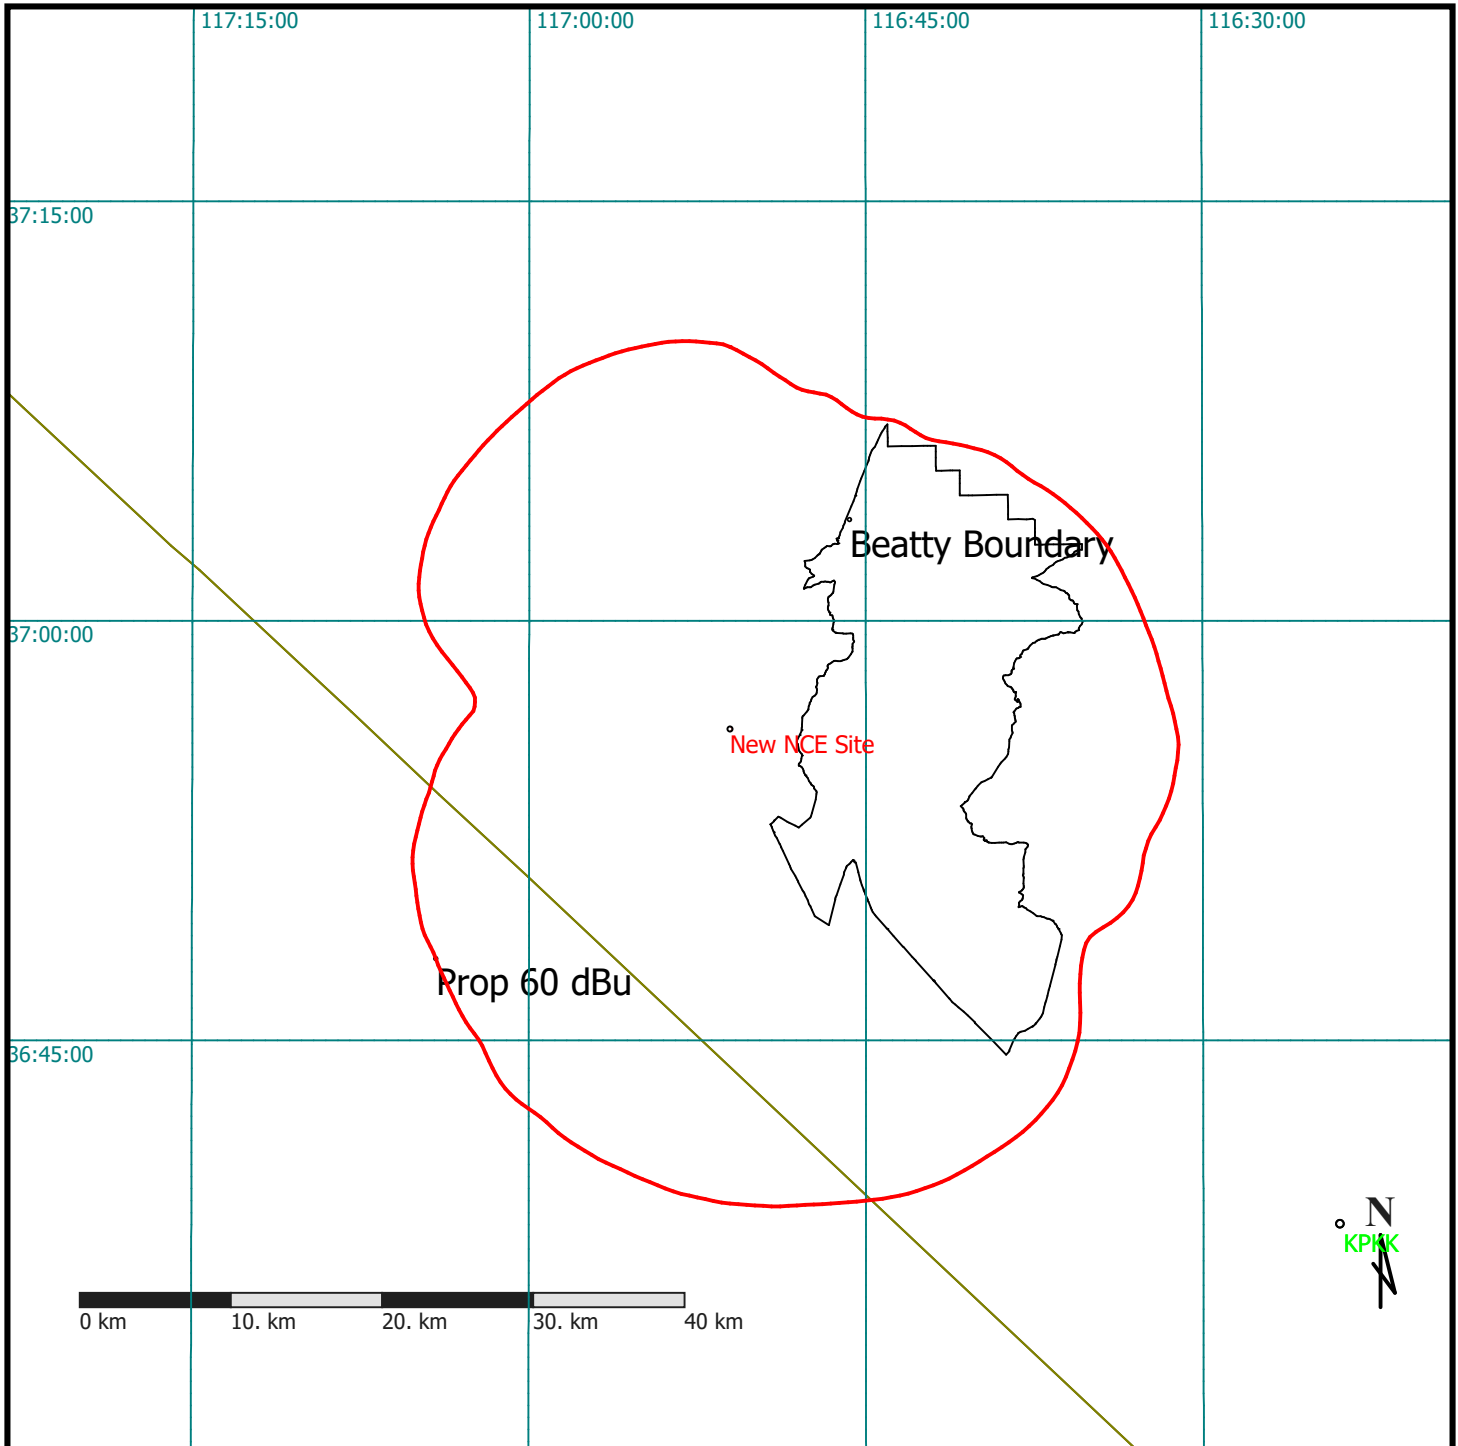 117:15:00 117:00:00 116:45:00 116:30:00
37:15:00
Beatty Boundary
37:00:00
New NCE Site
Prop 60 dBu
36:45:00
N
KPKK
0 km 10. km 20. km 30. km 40 km